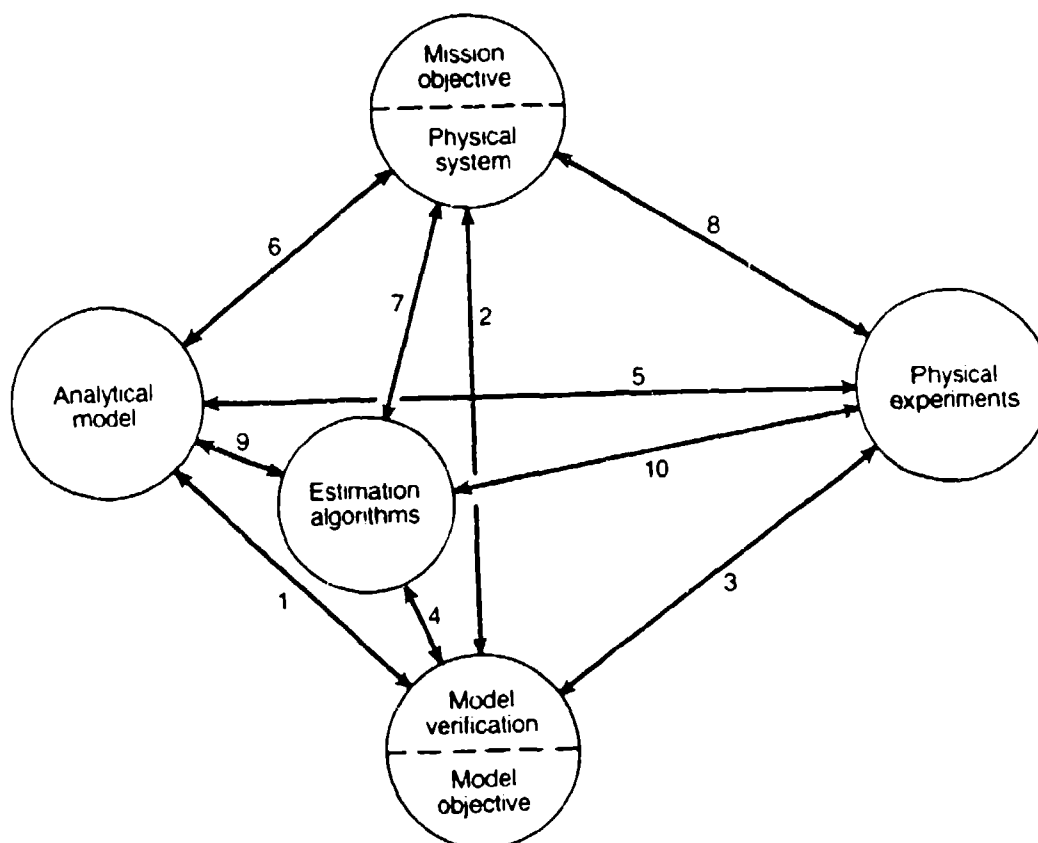 Mission
objective
Physical
system
6
8
7
2
5
Analytical
model
Physical
experiments
9
10
Estimation
algorithms
1
3
4
Model
verification
Model
objective